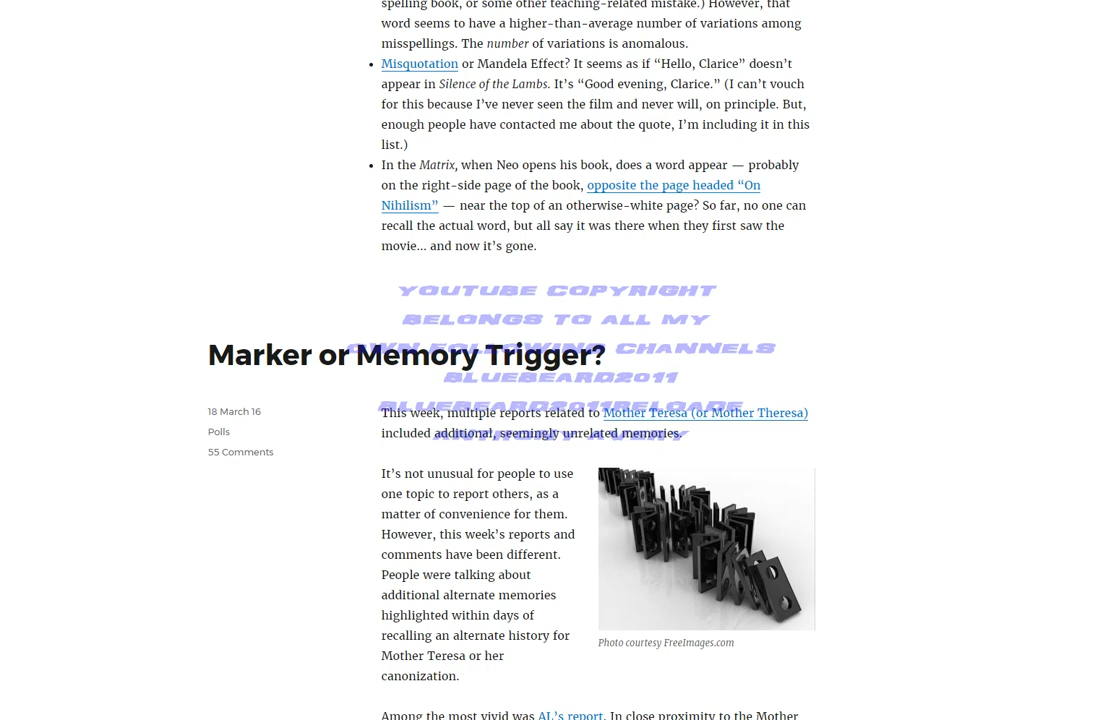 spelling book, or some other teaching-related mistake.) However, that
word seems to have a higher-than-average number of variations among
misspellings. The number of variations is anomalous.
• Misquotation or Mandela Effect? It seems as if “Hello, Clarice” doesn’t
appear in Silence of the Lambs. It’s “Good evening, Clarice.” (I can’t vouch
for this because I’ve never seen the film and never will, on principle. But,
enough people have contacted me about the quote, I’m including it in this
list.)
• In the Matrix, when Neo opens his book, does a word appear — probably
on the right-side page of the book, opposite the page headed “On
Nihilism” — near the top of an otherwise-white page? So far, no one can
recall the actual word, but all say it was there when they first saw the
movie… and now it’s gone.
YOUTUBE COPYRIGHT
BELONGS TO ALL MY
OWN FOLLOWING CHANNELS
BLUEBEARD2011
BLUEBEARD2011RELOADE
ANTHONY AVERY
Marker or Memory Trigger?
18 March 16
Polls
55 Comments
This week, multiple reports related to Mother Teresa (or Mother Theresa)
included additional, seemingly unrelated memories.
It’s not unusual for people to use
one topic to report others, as a
matter of convenience for them.
However, this week’s reports and
comments have been different.
People were talking about
additional alternate memories
highlighted within days of
recalling an alternate history for
Mother Teresa or her
canonization.
Photo courtesy FreeImages.com
Among the most vivid was AL’s report. In close proximity to the Mother